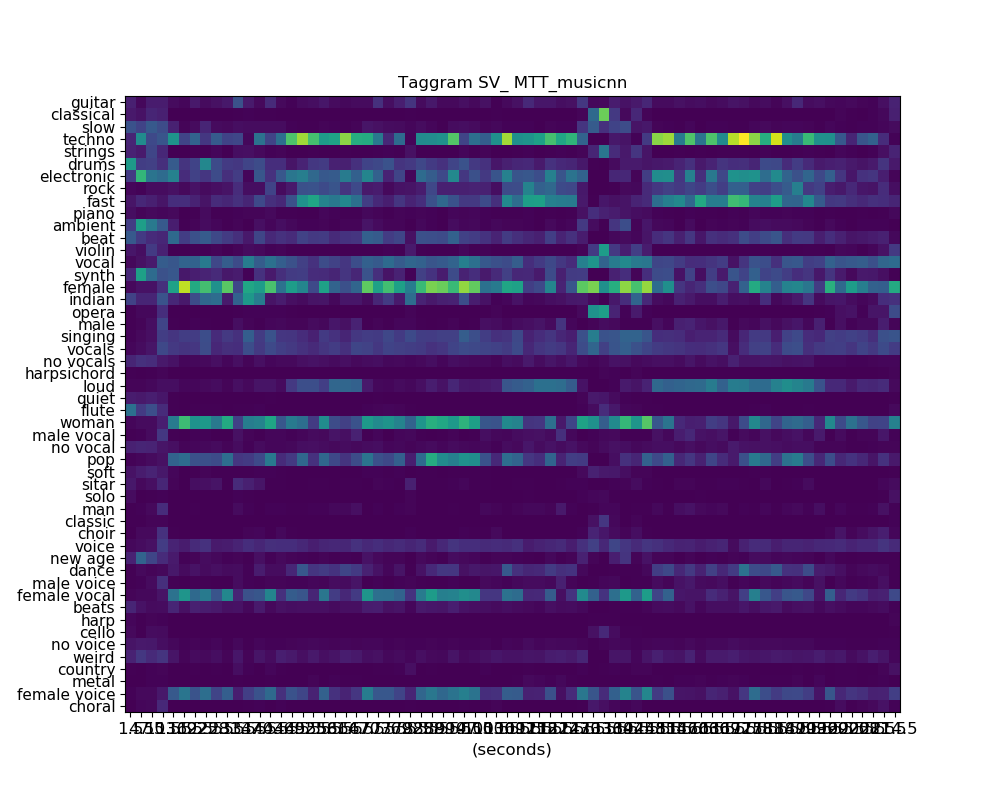 Taggram SV_ MTT_musicnn
guitar
classical
slow
techno
strings
drums
electronic
rock
fast
piano
ambient
beat
violin
vocal
synth
female
indian
opera
male
singing
vocals
no vocals
harpsichord
loud
quiet
flute
woman
male vocal
no vocal
pop
soft
sitar
solo
man
classic
choir
voice
new age
dance
male voice
female vocal
beats
harp
cello
no voice
weird
country
metal
female voice
choral
(seconds)